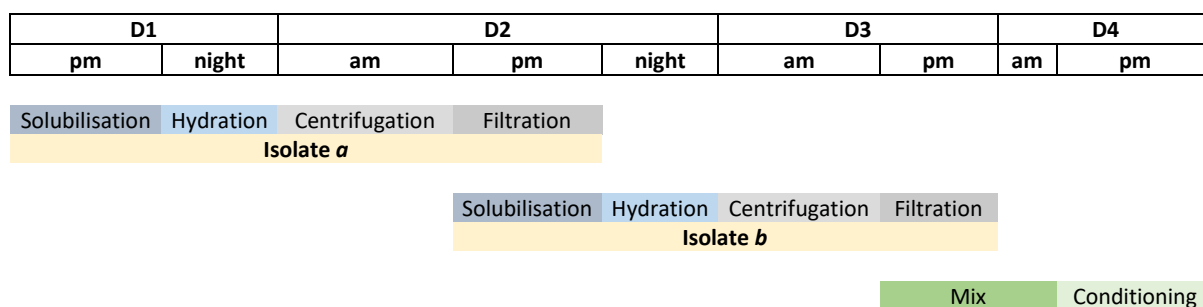 D1 D2 D3 D4
pm night am pm night am pm am pm
Solubilisation Hydration Centrifugation Filtration
Isolate a
Solubilisation Hydration Centrifugation Filtration
Isolate b
Mix Conditioning